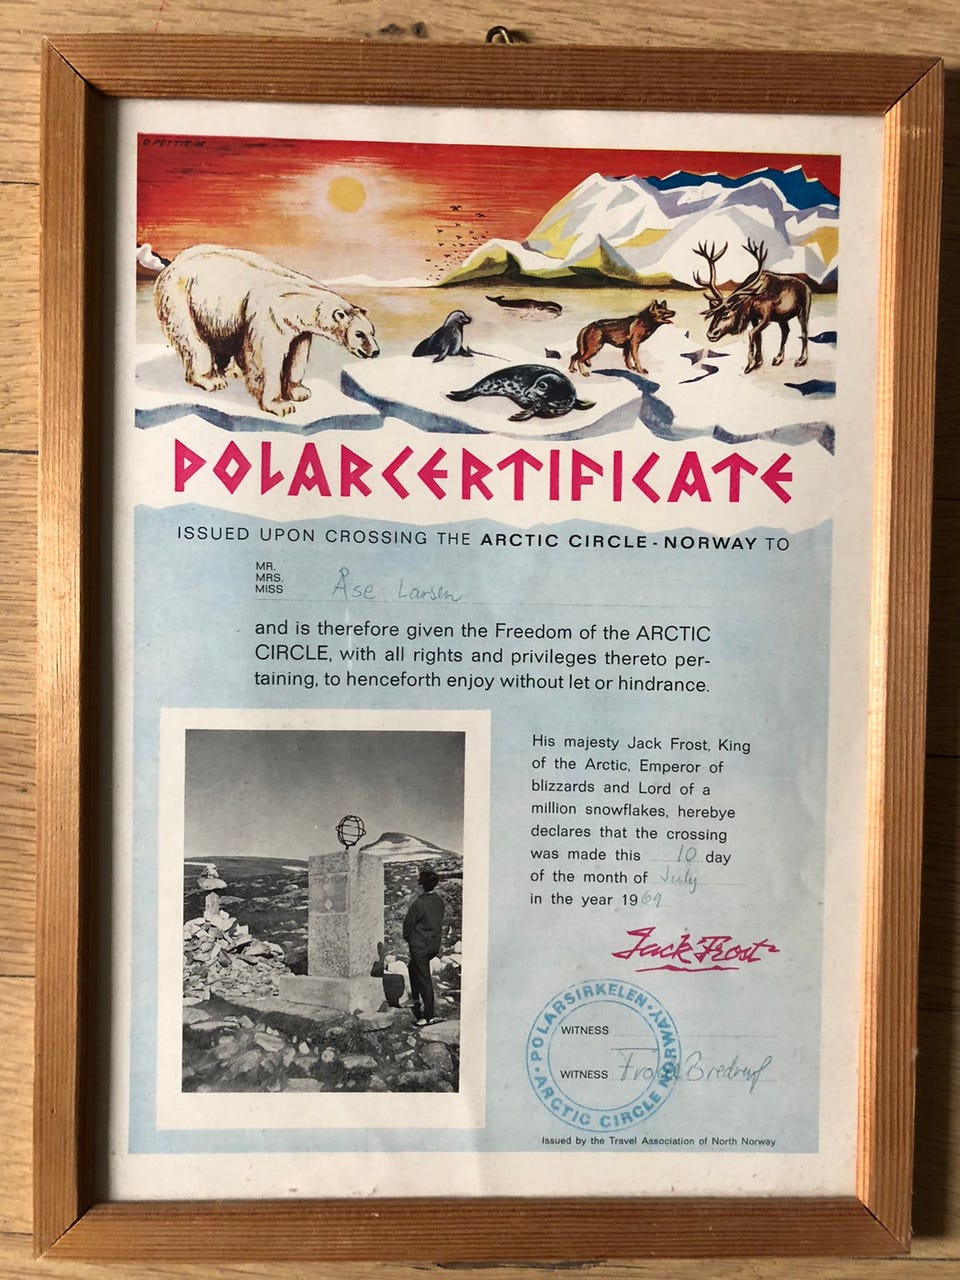 D. PETTIE
POLARCERTIFICATE
ISSUED UPON CROSSING THE ARCTIC CIRCLE - NORWAY TO
MR.
MRS.
MISS Åse Larsen
and is therefore given the Freedom of the ARCTIC
CIRCLE, with all rights and privileges thereto per-
taining, to henceforth enjoy without let or hindrance.
His majesty Jack Frost, King
of the Arctic, Emperor of
blizzards and Lord of a
million snowflakes, herebye
declares that the crossing
was made this 10 day
of the month of July
in the year 1969
Jack Frost
POLARSIRKELEN · NORWAY
ARCTIC CIRCLE
WITNESS
WITNESS
Issued by the Travel Association of North Norway